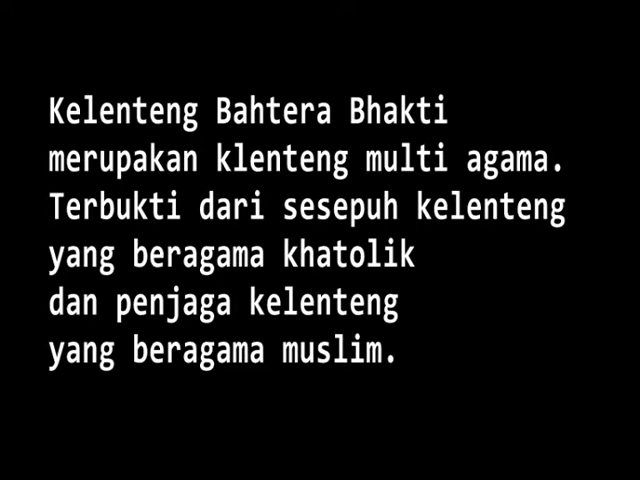 Kelenteng Bahtera Bhakti
merupakan klenteng multi agama.
Terbukti dari sesepuh kelenteng
yang beragama khatolik
dan penjaga kelenteng
yang beragama muslim.